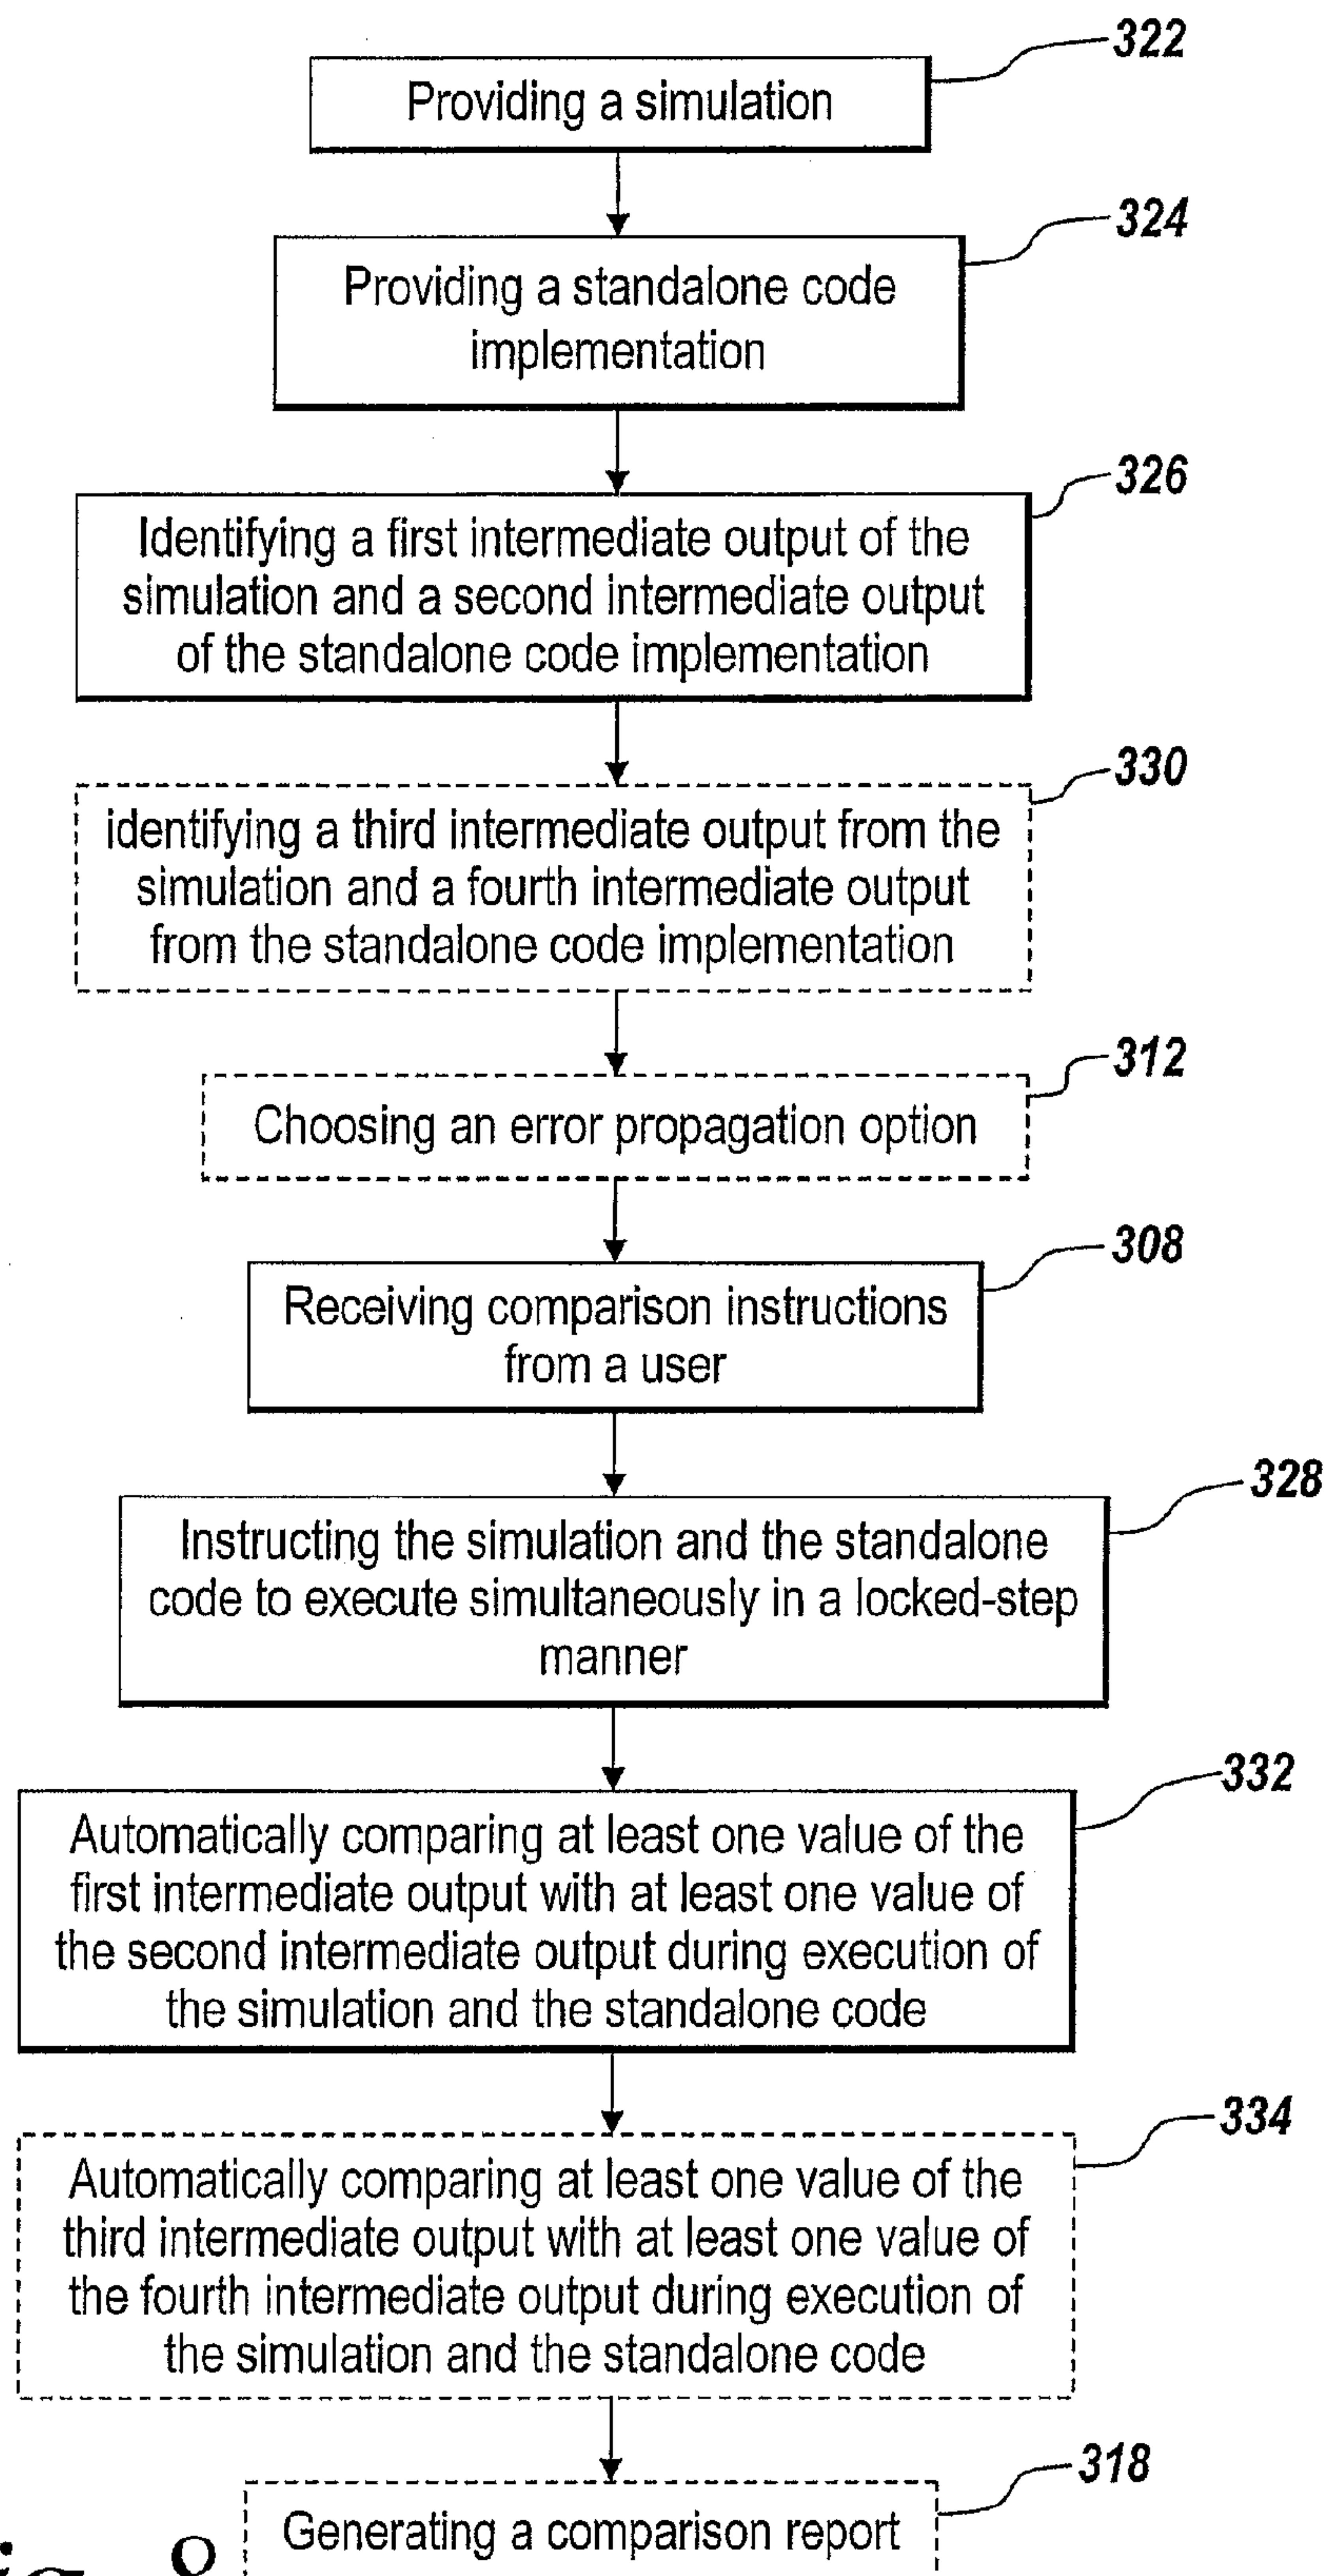 322
Providing a simulation
324
Providing a standalone code
implementation
326
Identifying a first intermediate output of the
simulation and a second intermediate output
of the standalone code implementation
330
identifying a third intermediate output from the
simulation and a fourth intermediate output
from the standalone code implementation
312
Choosing an error propagation option
308
Receiving comparison instructions
from a user
328
Instructing the simulation and the standalone
code to execute simultaneously in a locked-step
manner
332
Automatically comparing at least one value of the
first intermediate output with at least one value of
the second intermediate output during execution of
the simulation and the standalone code
334
Automatically comparing at least one value of the
third intermediate output with at least one value of
the fourth intermediate output during execution of
the simulation and the standalone code
318
Generating a comparison report
8